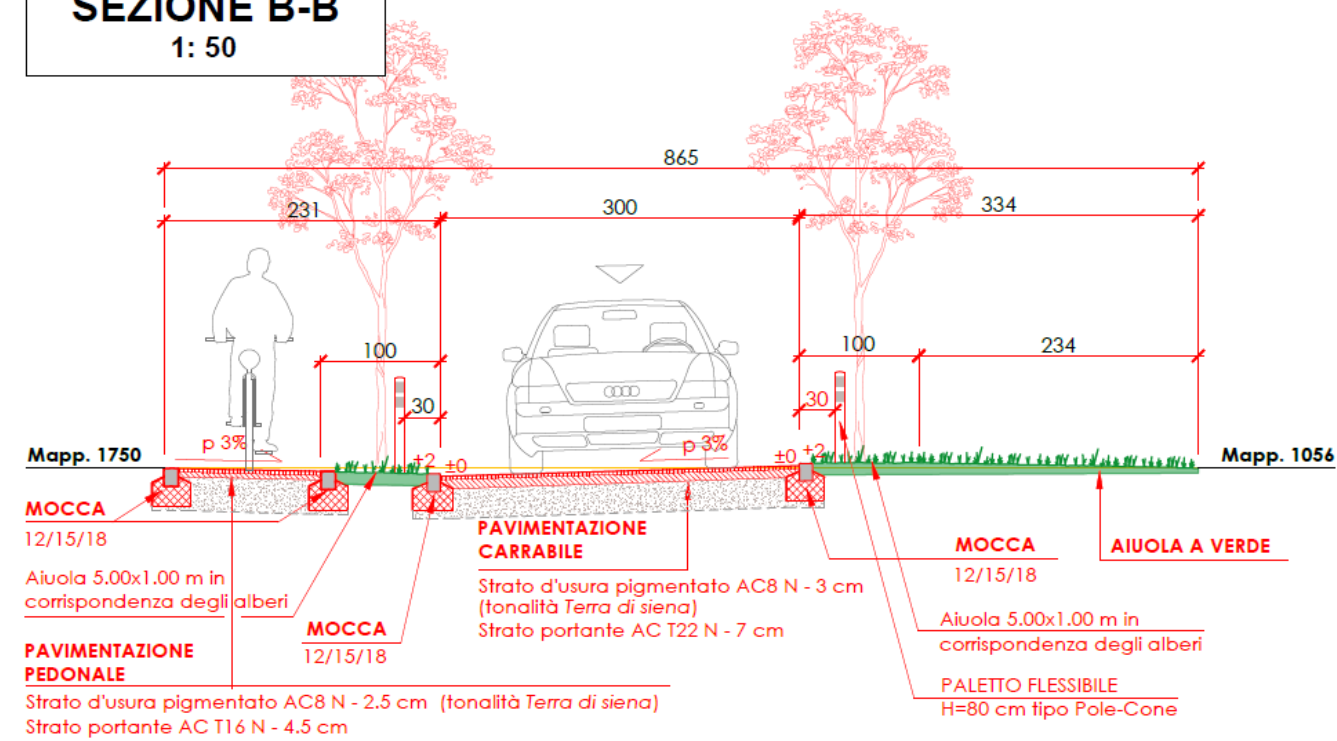 SEZIONE B-B
1: 50
865
231
300
334
100
100
234
30
30
p 3%
p 3%
Mapp. 1750
+2
±0
±0
+2
Mapp. 1056
MOCCA
12/15/18
PAVIMENTAZIONE
CARRABILE
Strato d'usura pigmentato AC8 N - 3 cm
(tonalità Terra di siena)
Strato portante AC T22 N - 7 cm
MOCCA
12/15/18
AIUOLA A VERDE
Aiuola 5.00x1.00 m in
corrispondenza degli alberi
MOCCA
12/15/18
Aiuola 5.00x1.00 m in
corrispondenza degli alberi
PAVIMENTAZIONE
PEDONALE
Strato d'usura pigmentato AC8 N - 2.5 cm (tonalità Terra di siena)
Strato portante AC T16 N - 4.5 cm
PALETTO FLESSIBILE
H=80 cm tipo Pole-Cone